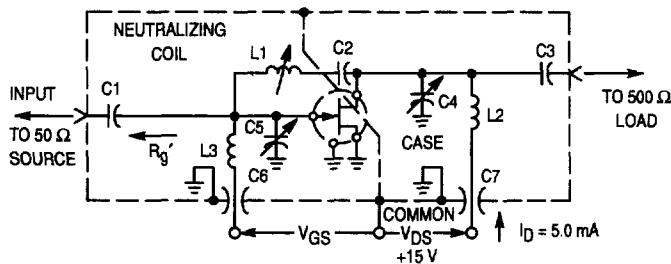 NEUTRALIZING
COIL
L1
C2
C3
C1
INPUT
TO 50 Ω
SOURCE
Rg′
C5
C4
L2
TO 500 Ω
LOAD
CASE
L3
C6
C7
COMMON
VGS
VDS
+15 V
ID = 5.0 mA